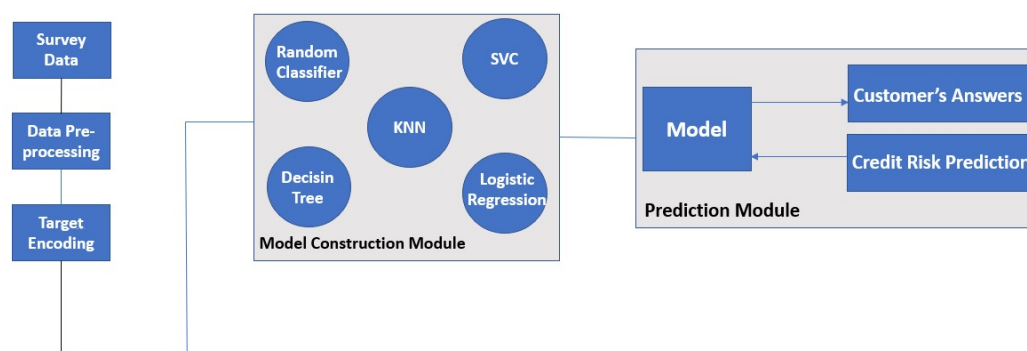 Survey
Data
Data Pre-
processing
Target
Encoding
Random
Classifier
SVC
KNN
Decisin
Tree
Logistic
Regression
Model Construction Module
Model
Customer's Answers
Credit Risk Prediction
Prediction Module